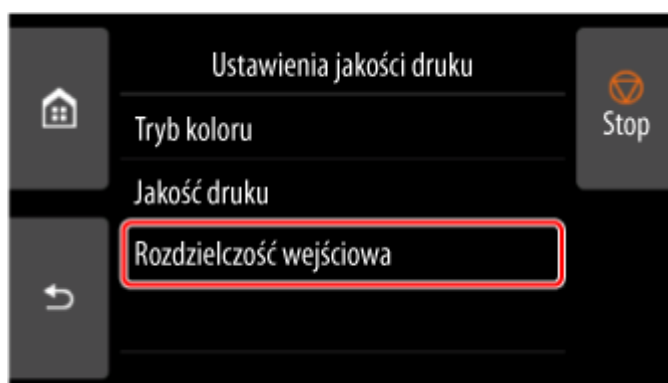 Ustawienia jakości druku
Tryb koloru
Jakość druku
Rozdzielczość wejściowa
Stop